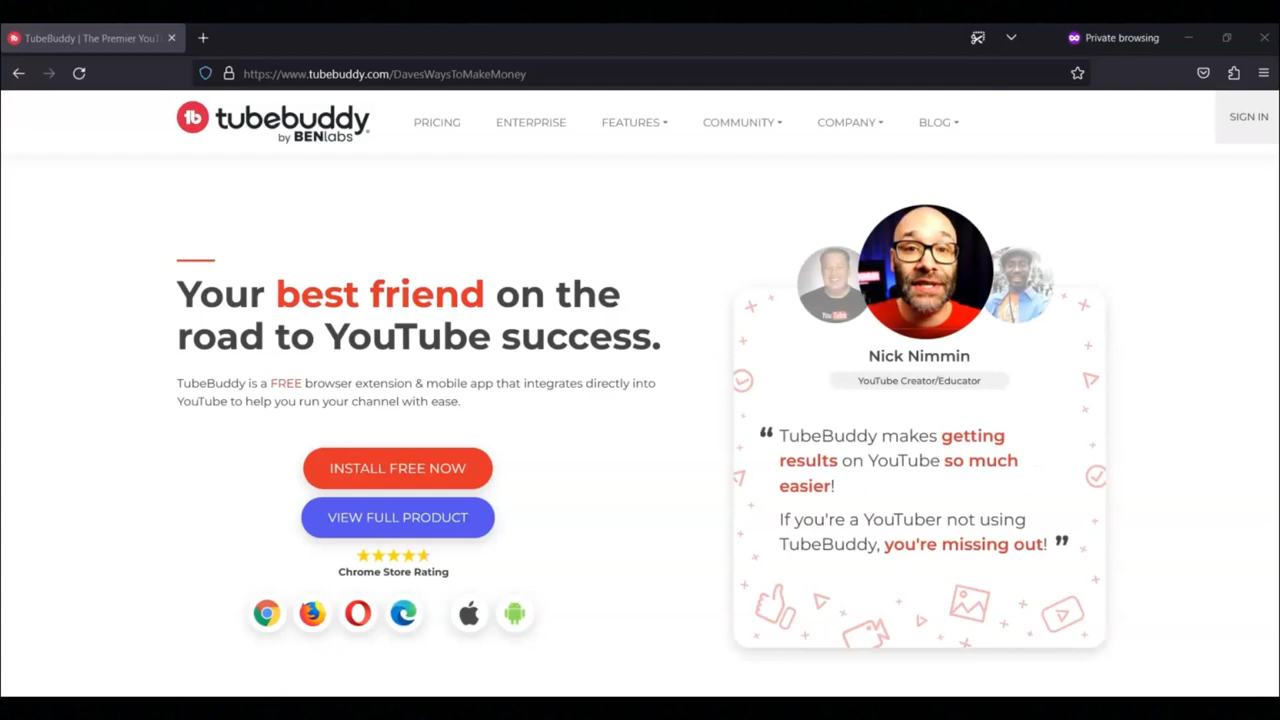 TubeBuddy | The Premier YouT
Private browsing
https://www.tubebuddy.com/DavesWaysToMakeMoney
tubebuddy
by BENlabs
PRICING
ENTERPRISE
FEATURES
COMMUNITY
COMPANY
BLOG
SIGN IN
Your best friend on the
road to YouTube success.
TubeBuddy is a FREE browser extension & mobile app that integrates directly into
YouTube to help you run your channel with ease.
INSTALL FREE NOW
VIEW FULL PRODUCT
Chrome Store Rating
Nick Nimmin
YouTube Creator/Educator
“ TubeBuddy makes getting
results on YouTube so much
easier!
If you're a YouTuber not using
TubeBuddy, you're missing out! ”